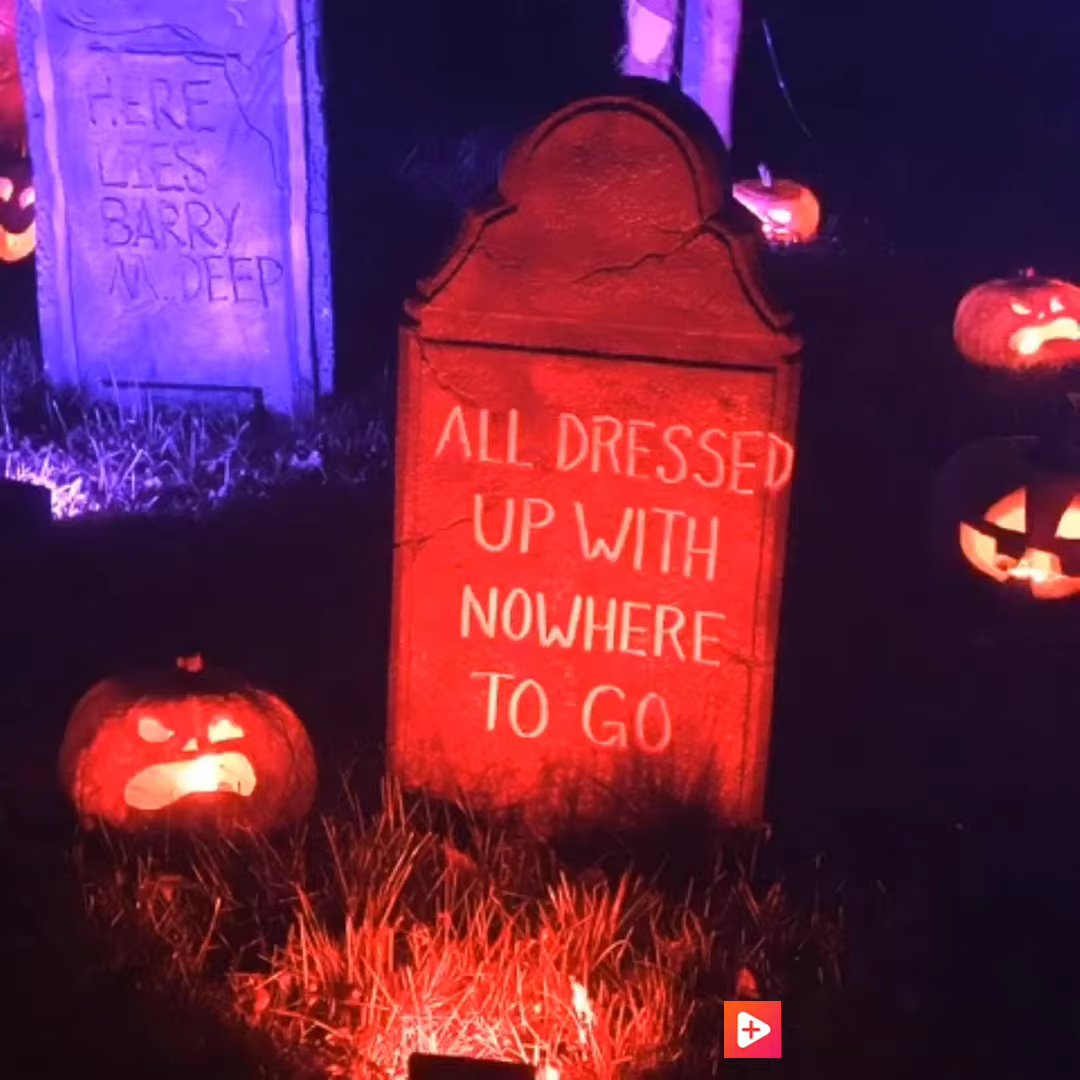 HERE
LIES
BARRY
M. DEEP
ALL DRESSED
UP WITH
NOWHERE
TO GO